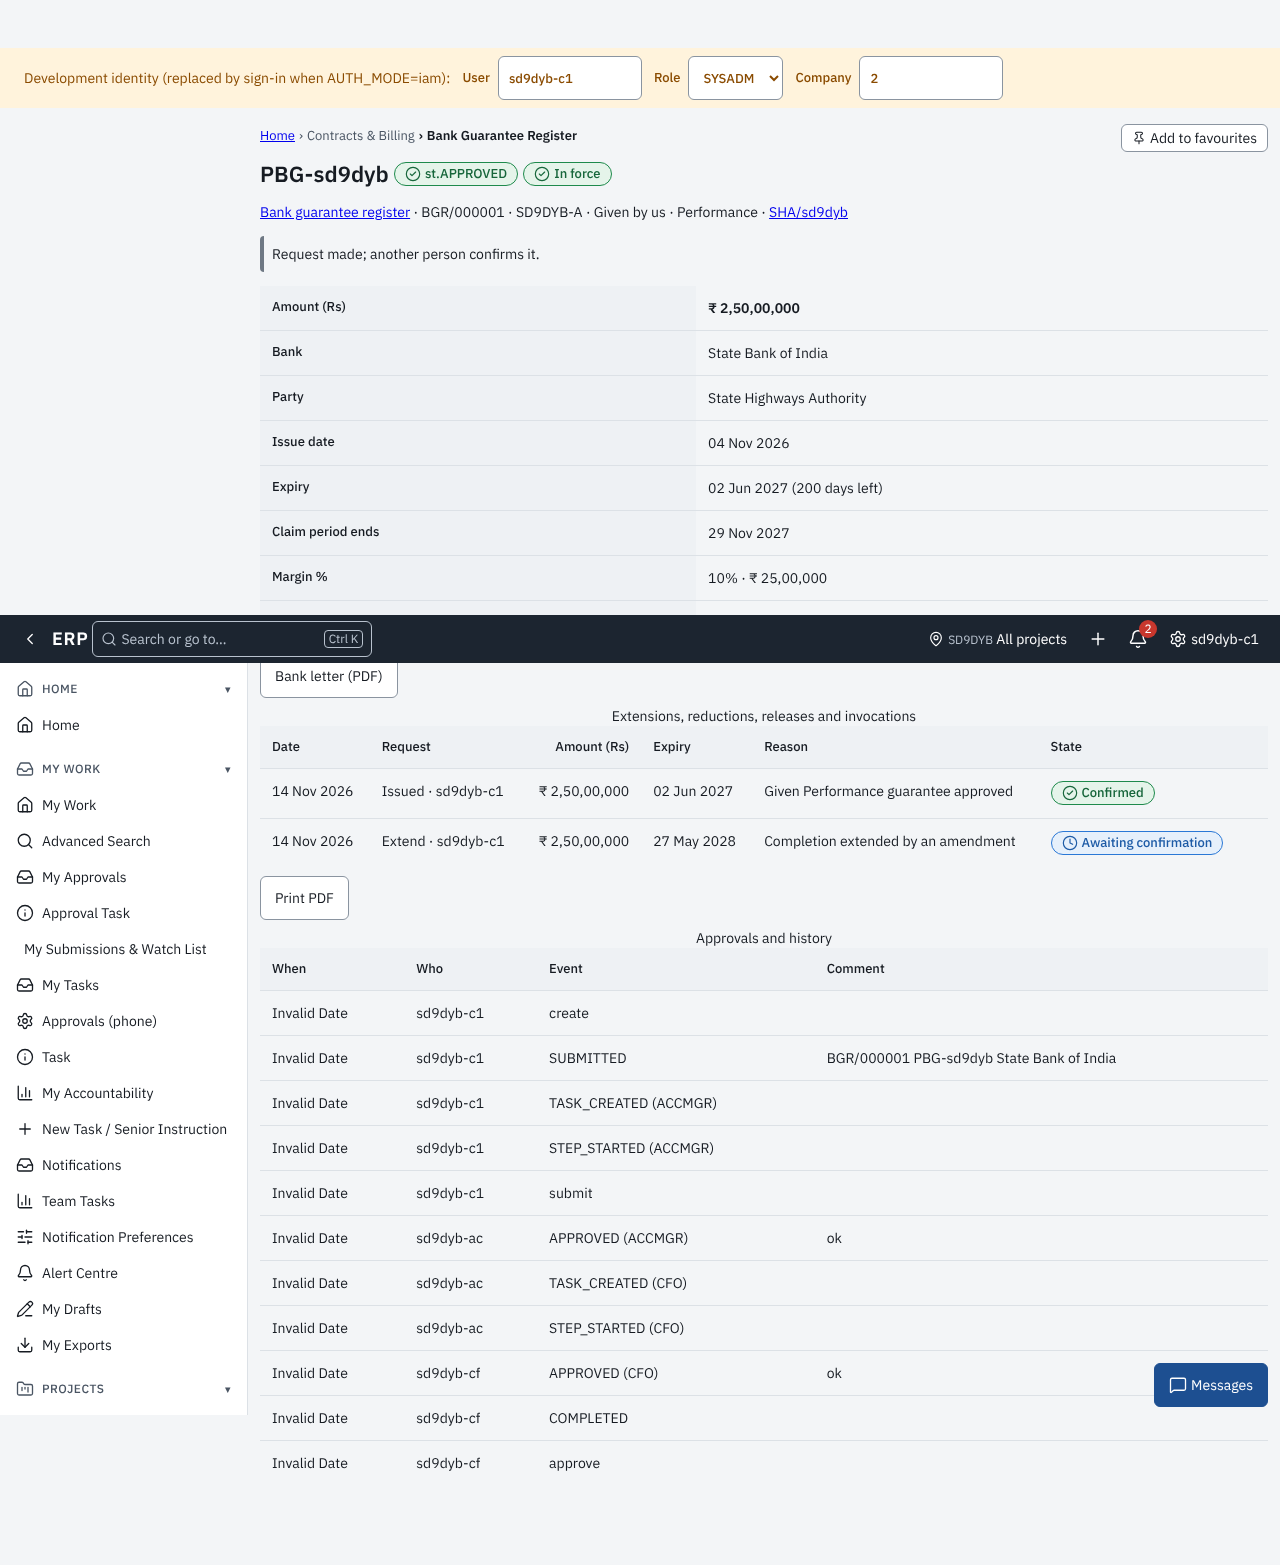 Development identity (replaced by sign-in when AUTH_MODE=iam): User sd9dyb-c1 Role SYSADM Company 2
Home › Contracts & Billing › Bank Guarantee Register
Add to favourites
PBG-sd9dyb st.APPROVED In force
Bank guarantee register · BGR/000001 · SD9DYB-A · Given by us · Performance · SHA/sd9dyb
Request made; another person confirms it.
Amount (Rs) ₹ 2,50,00,000
Bank State Bank of India
Party State Highways Authority
Issue date 04 Nov 2026
Expiry 02 Jun 2027 (200 days left)
Claim period ends 29 Nov 2027
Margin % 10% · ₹ 25,00,000
ERP Search or go to... Ctrl K SD9DYB All projects 2 sd9dyb-c1
HOME
Home
MY WORK
My Work
Advanced Search
My Approvals
Approval Task
My Submissions & Watch List
My Tasks
Approvals (phone)
Task
My Accountability
New Task / Senior Instruction
Notifications
Team Tasks
Notification Preferences
Alert Centre
My Drafts
My Exports
PROJECTS
Bank letter (PDF)
Extensions, reductions, releases and invocations
Date Request Amount (Rs) Expiry Reason State
14 Nov 2026 Issued · sd9dyb-c1 ₹ 2,50,00,000 02 Jun 2027 Given Performance guarantee approved Confirmed
14 Nov 2026 Extend · sd9dyb-c1 ₹ 2,50,00,000 27 May 2028 Completion extended by an amendment Awaiting confirmation
Print PDF
Approvals and history
When Who Event Comment
Invalid Date sd9dyb-c1 create
Invalid Date sd9dyb-c1 SUBMITTED BGR/000001 PBG-sd9dyb State Bank of India
Invalid Date sd9dyb-c1 TASK_CREATED (ACCMGR)
Invalid Date sd9dyb-c1 STEP_STARTED (ACCMGR)
Invalid Date sd9dyb-c1 submit
Invalid Date sd9dyb-ac APPROVED (ACCMGR) ok
Invalid Date sd9dyb-ac TASK_CREATED (CFO)
Invalid Date sd9dyb-ac STEP_STARTED (CFO)
Invalid Date sd9dyb-cf APPROVED (CFO) ok
Invalid Date sd9dyb-cf COMPLETED
Invalid Date sd9dyb-cf approve
Messages